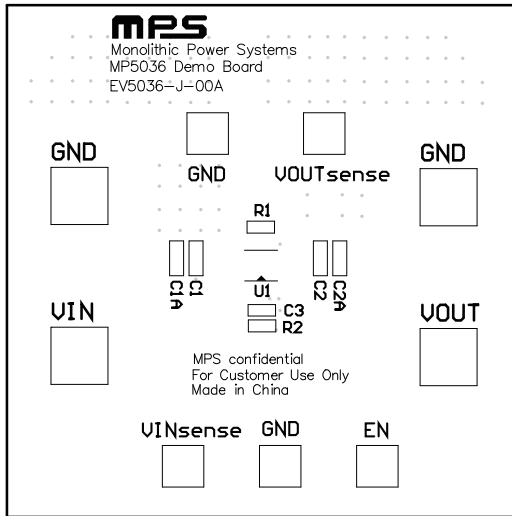 MPS
Monolithic Power Systems
MP5036 Demo Board
EV5036-J-00A
GND
VOUTsense
GND
GND
R1
C1A
C1
C2
C2A
U1
VIN
C3
VOUT
R2
MPS confidential
For Customer Use Only
Made in China
VINsense
GND
EN